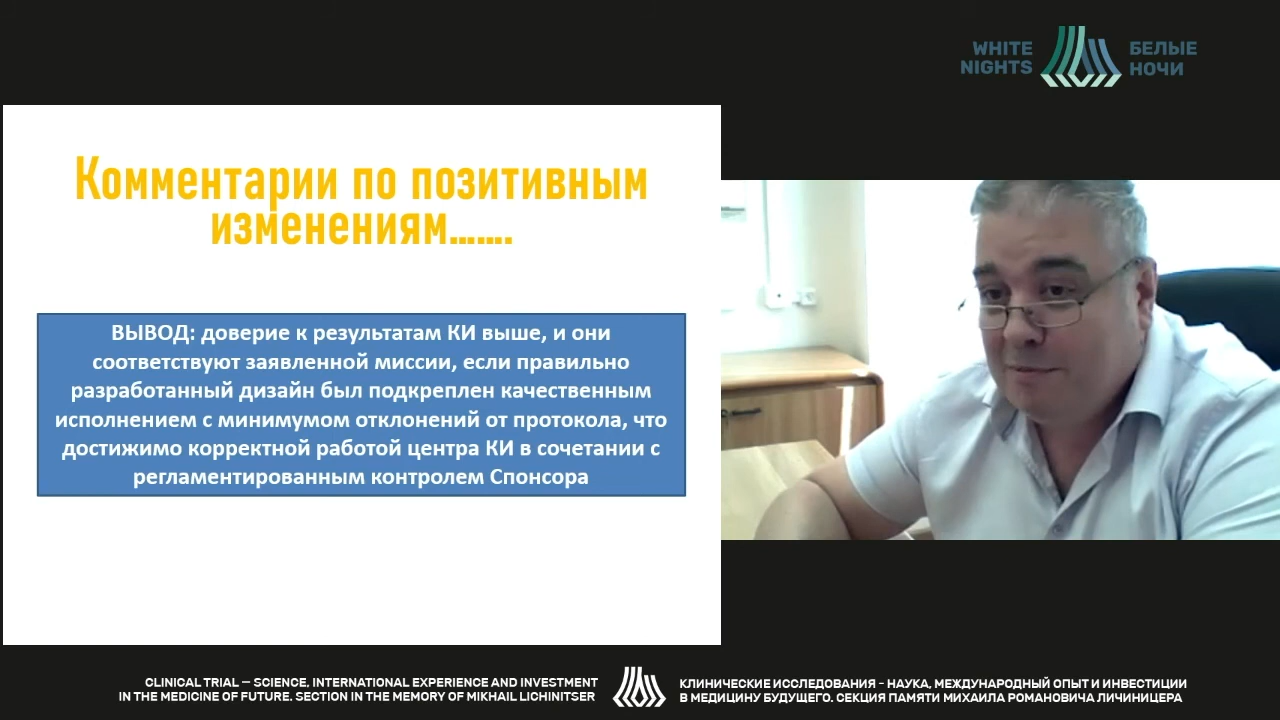 WHITE
NIGHTS
БЕЛЫЕ
НОЧИ
Комментарии по позитивным
изменениям.......
ВЫВОД: доверие к результатам КИ выше, и они
соответствуют заявленной миссии, если правильно
разработанный дизайн был подкреплен качественным
исполнением с минимумом отклонений от протокола, что
достижимо корректной работой центра КИ в сочетании с
регламентированным контролем Спонсора
CLINICAL TRIAL – SCIENCE, INTERNATIONAL EXPERIENCE AND INVESTMENT
IN THE MEDICINE OF FUTURE. SECTION IN THE MEMORY OF MIKHAIL LICHINITSER
КЛИНИЧЕСКИЕ ИССЛЕДОВАНИЯ - НАУКА, МЕЖДУНАРОДНЫЙ ОПЫТ И ИНВЕСТИЦИИ
В МЕДИЦИНУ БУДУЩЕГО. СЕКЦИЯ ПАМЯТИ МИХАИЛА РОМАНОВИЧА ЛИЧИНИЦЕРА